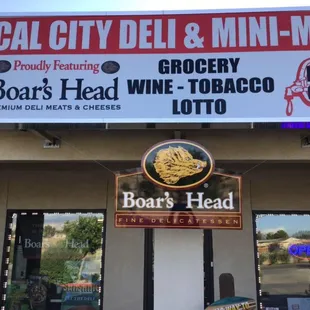 CAL CITY DELI & MINI-M
Proudly Featuring
Boar's Head
PREMIUM DELI MEATS & CHEESES
GROCERY
WINE - TOBACCO
LOTTO
Boar's Head
FINE DELICATESSEN
Boar's Head